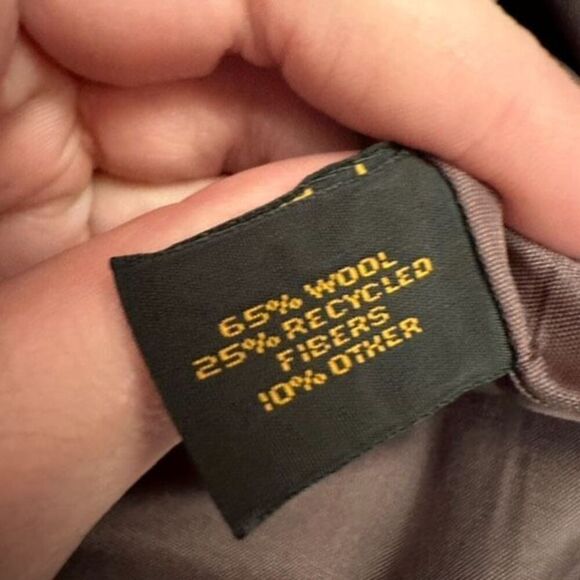 65% WOOL
25% RECYCLED
FIBERS
10% OTHER